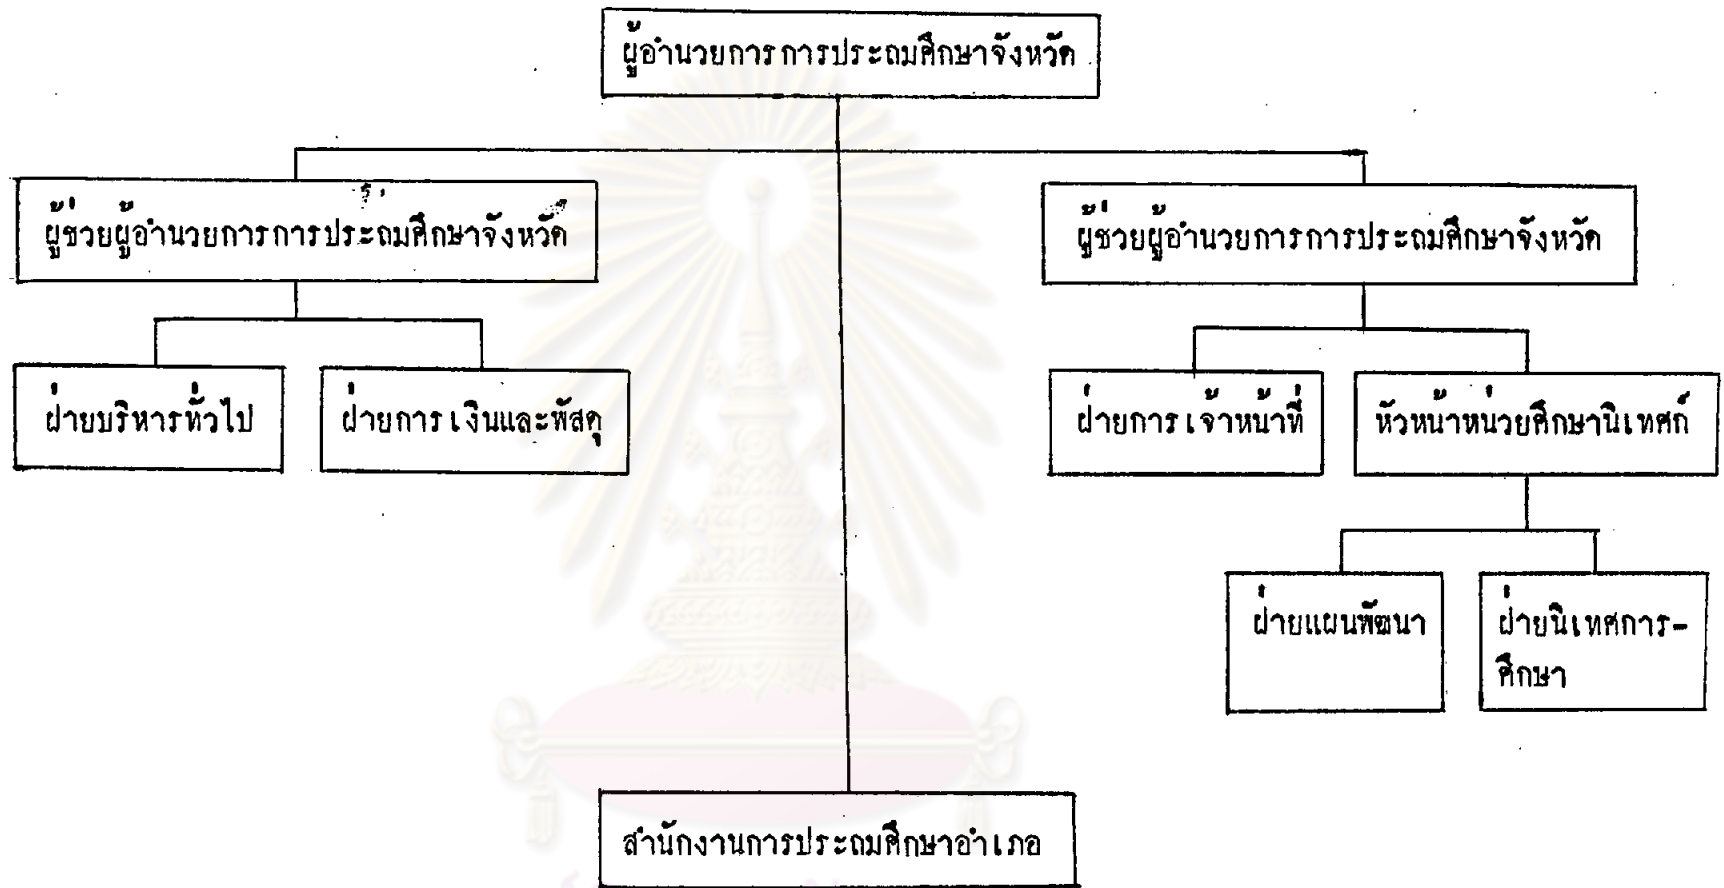 ผู้อำนวยการการประถมศึกษาจังหวัด
ผู้ช่วยผู้อำนวยการการประถมศึกษาจังหวัด
ผู้ช่วยผู้อำนวยการการประถมศึกษาจังหวัด
ฝ่ายบริหารทั่วไป
ฝ่ายการเงินและพัสดุ
ฝ่ายการเจ้าหน้าที่
หัวหน้าหน่วยศึกษานิเทศก์
ฝ่ายแผนพัฒนา
ฝ่ายนิเทศการ-
ศึกษา
สำนักงานการประถมศึกษาอำเภอ